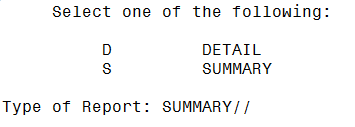 Select one of the following:
D DETAIL
S SUMMARY
Type of Report: SUMMARY//